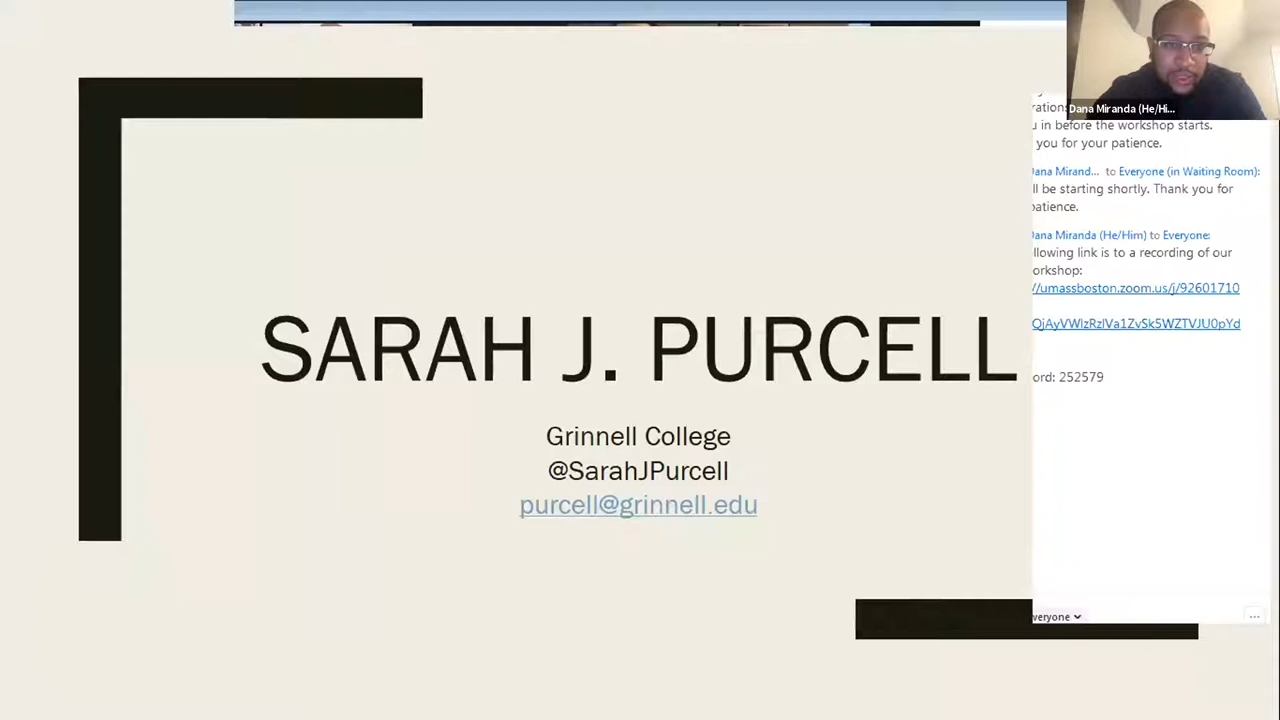 SARAH J. PURCELL
Grinnell College
@SarahJPurcell
purcell@grinnell.edu
Dana Miranda (He/Hi...
u in before the workshop starts.
you for your patience.
ana Mirand... to Everyone (in Waiting Room):
ll be starting shortly. Thank you for
atience.
ana Miranda (He/Him) to Everyone:
llowing link is to a recording of our
orkshop:
//umassboston.zoom.us/j/92601710
ord: 252579
veryone